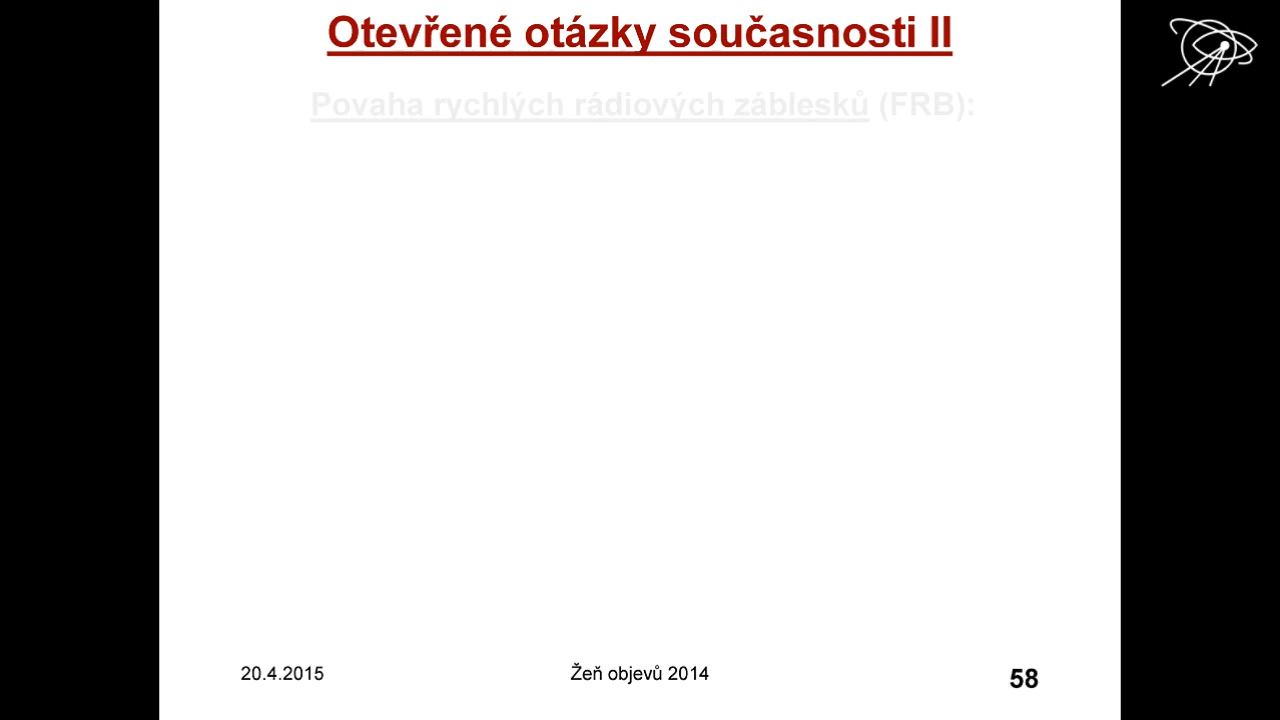 Otevřené otázky současnosti II
Povaha rychlých rádiových záblesků (FRB):
20.4.2015 Žeň objevů 2014 58